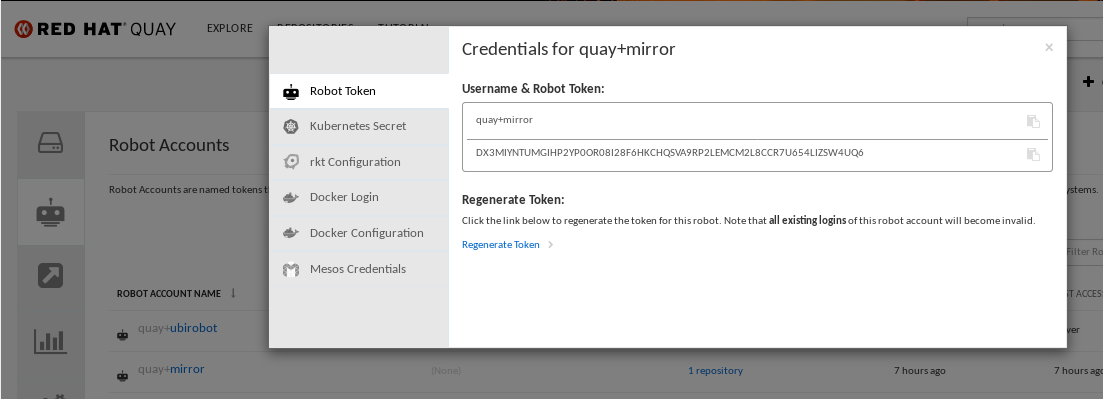 RED HAT QUAY
EXPLORE
REPOSITORIES
TUTORIAL
Credentials for quay+mirror
×
Robot Token
Kubernetes Secret
rkt Configuration
Docker Login
Docker Configuration
Mesos Credentials
Username & Robot Token:
quay+mirror
DX3MIYNTUMGIHP2YP0OR08I28F6HKCHQSVA9RP2LEMCM2L8CCR7U654LIZSW4UQ6
Regenerate Token:
Click the link below to regenerate the token for this robot. Note that all existing logins of this robot account will become invalid.
Regenerate Token
Robot Accounts
Robot Accounts are named tokens t
ystems.
Filter Ro
ROBOT ACCOUNT NAME
ST ACCES
quay+ubirobot
ver
quay+mirror
(None)
1 repository
7 hours ago
7 hours ago